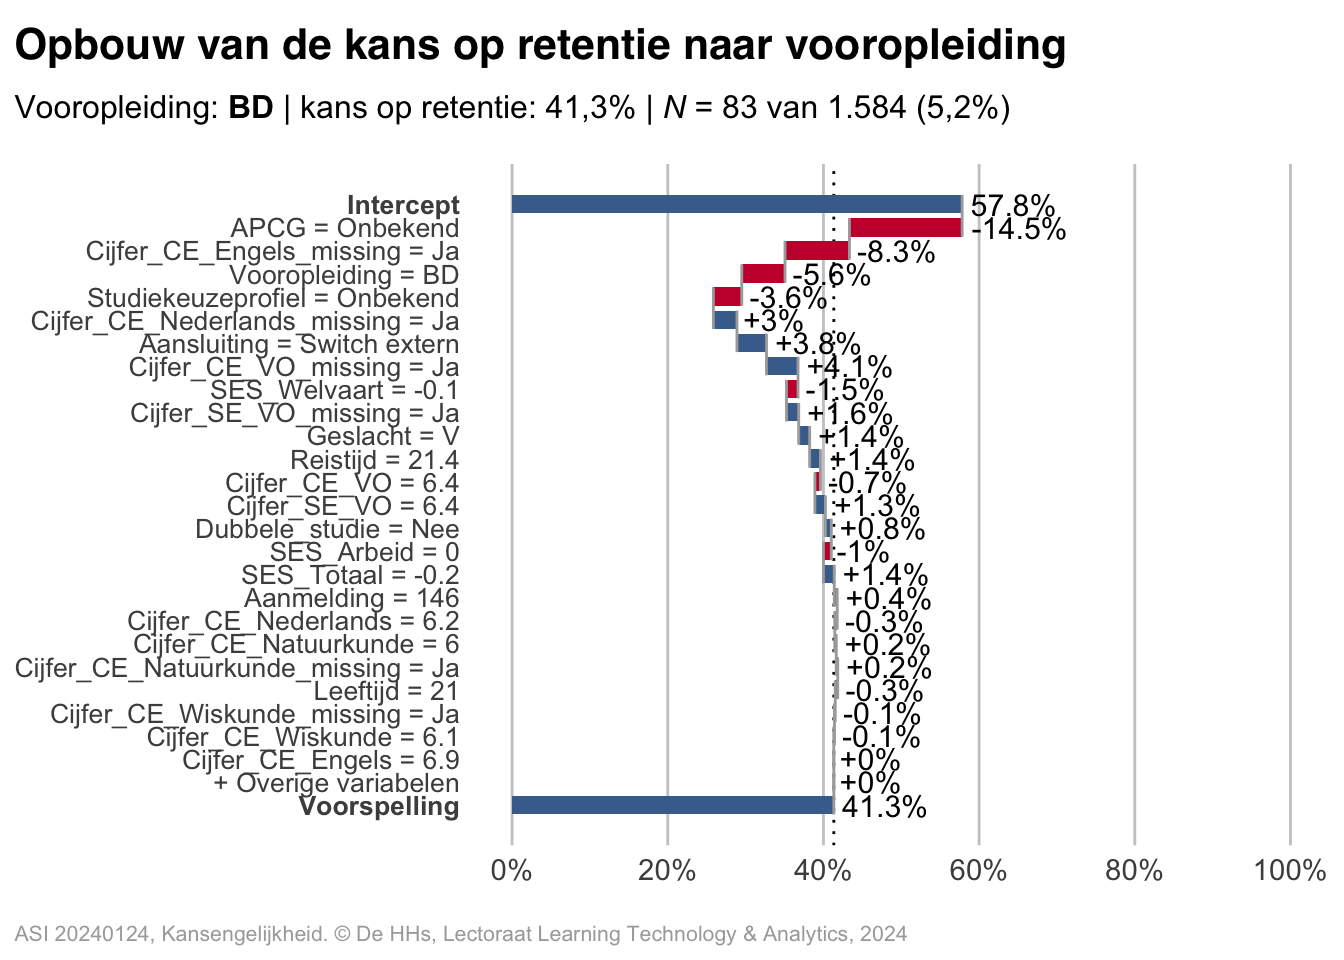 Opbouw van de kans op retentie naar vooropleiding
Vooropleiding: BD | kans op retentie: 41,3% | N = 83 van 1.584 (5,2%)
Intercept 57.8%
APCG = Onbekend -14.5%
Cijfer_CE_Engels_missing = Ja -8.3%
Vooropleiding = BD -5.6%
Studiekeuzeprofiel = Onbekend -3.6%
Cijfer_CE_Nederlands_missing = Ja +3%
Aansluiting = Switch extern +3.8%
Cijfer_CE_VO_missing = Ja +4.1%
SES_Welvaart = -0.1 -1.5%
Cijfer_SE_VO_missing = Ja +1.6%
Geslacht = V +1.4%
Reistijd = 21.4 +1.4%
Cijfer_CE_VO = 6.4 -0.7%
Cijfer_SE_VO = 6.4 +1.3%
Dubbele_studie = Nee +0.8%
SES_Arbeid = 0 -1%
SES_Totaal = -0.2 +1.4%
Aanmelding = 146 +0.4%
Cijfer_CE_Nederlands = 6.2 -0.3%
Cijfer_CE_Natuurkunde = 6 +0.2%
Cijfer_CE_Natuurkunde_missing = Ja +0.2%
Leeftijd = 21 -0.3%
Cijfer_CE_Wiskunde_missing = Ja -0.1%
Cijfer_CE_Wiskunde = 6.1 -0.1%
Cijfer_CE_Engels = 6.9 +0%
+ Overige variabelen +0%
Voorspelling 41.3%
0% 20% 40% 60% 80% 100%
ASI 20240124, Kansengelijkheid. © De HHs, Lectoraat Learning Technology & Analytics, 2024